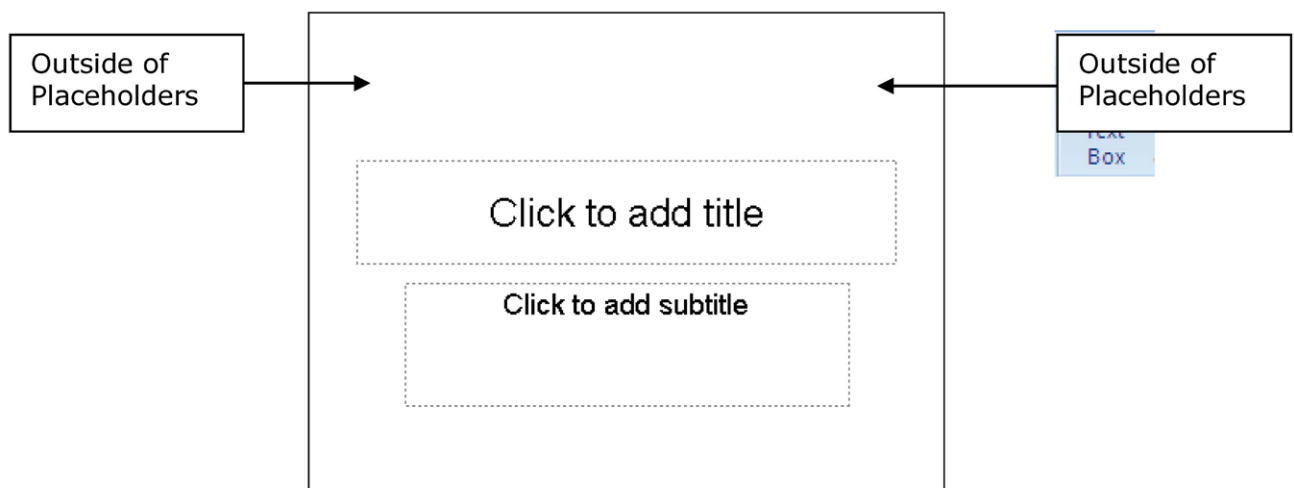 Outside of
Placeholders
Outside of
Placeholders
Box
Click to add title
Click to add subtitle